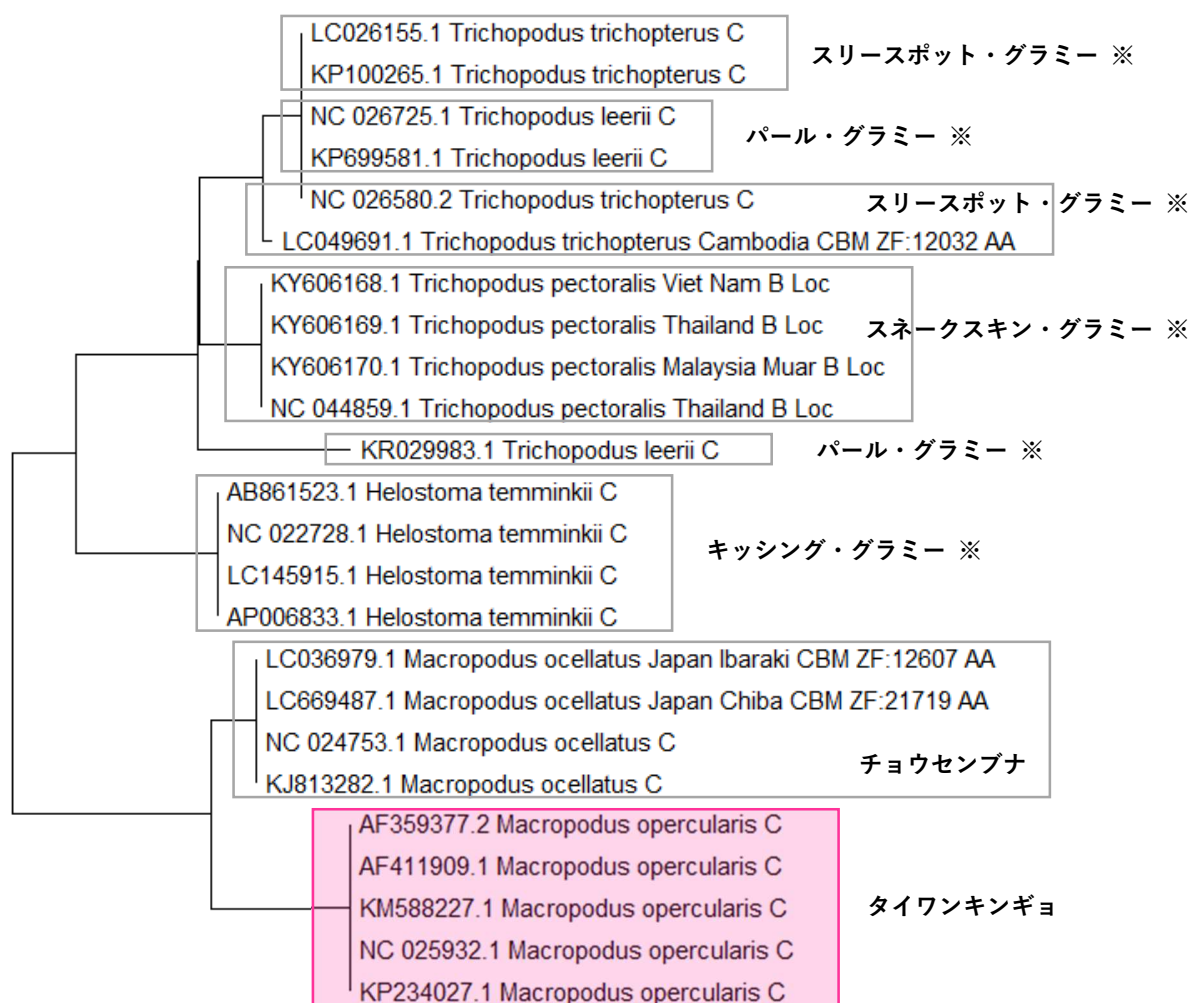 LC026155.1 Trichopodus trichopterus C
スリースポット・グラミー ※
KP100265.1 Trichopodus trichopterus C
NC 026725.1 Trichopodus leerii C
パール・グラミー ※
KP699581.1 Trichopodus leerii C
NC 026580.2 Trichopodus trichopterus C
スリースポット・グラミー ※
LC049691.1 Trichopodus trichopterus Cambodia CBM ZF:12032 AA
KY606168.1 Trichopodus pectoralis Viet Nam B Loc
KY606169.1 Trichopodus pectoralis Thailand B Loc
スネークスキン・グラミー ※
KY606170.1 Trichopodus pectoralis Malaysia Muar B Loc
NC 044859.1 Trichopodus pectoralis Thailand B Loc
KR029983.1 Trichopodus leerii C
パール・グラミー ※
AB861523.1 Helostoma temminkii C
NC 022728.1 Helostoma temminkii C
キッシング・グラミー ※
LC145915.1 Helostoma temminkii C
AP006833.1 Helostoma temminkii C
LC036979.1 Macropodus ocellatus Japan Ibaraki CBM ZF:12607 AA
LC669487.1 Macropodus ocellatus Japan Chiba CBM ZF:21719 AA
NC 024753.1 Macropodus ocellatus C
チョウセンブナ
KJ813282.1 Macropodus ocellatus C
AF359377.2 Macropodus opercularis C
AF411909.1 Macropodus opercularis C
KM588227.1 Macropodus opercularis C
タイワンキンギョ
NC 025932.1 Macropodus opercularis C
KP234027.1 Macropodus opercularis C